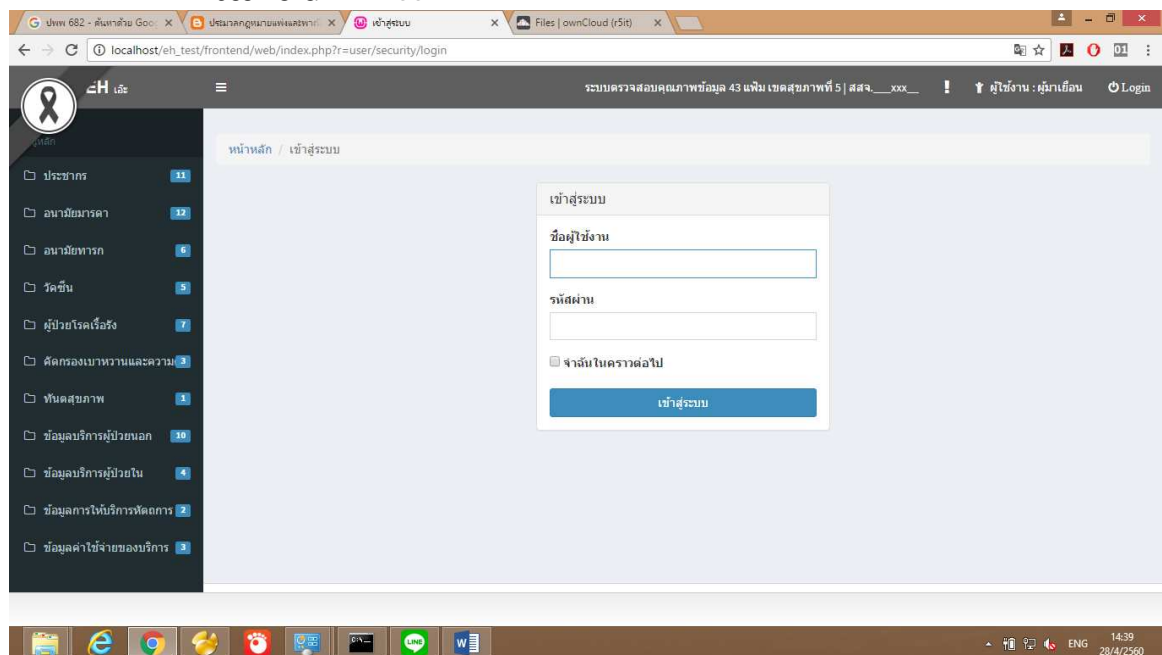 ปพพ 682 - ค้นหาด้วย Goo
ประมวลกฎหมายแพ่งและพาณิ
เข้าสู่ระบบ
Files | ownCloud (r5it)
localhost/eh_test/frontend/web/index.php?r=user/security/login
EH เอ๊ะ
ระบบตรวจสอบคุณภาพข้อมูล 43 แฟ้ม เขตสุขภาพที่ 5 | สสจ.___xxx__
ผู้ใช้งาน : ผู้มาเยือน
Login
หน้าหลัก / เข้าสู่ระบบ
ประชากร 11
อนามัยมารดา 12
อนามัยทารก 6
วัคซีน 5
ผู้ป่วยโรคเรื้อรัง 7
คัดกรองเบาหวานและความ 3
ทันตสุขภาพ 1
ข้อมูลบริการผู้ป่วยนอก 10
ข้อมูลบริการผู้ป่วยใน 4
ข้อมูลการให้บริการหัตถการ 2
ข้อมูลค่าใช้จ่ายของบริการ 3
เข้าสู่ระบบ
ชื่อผู้ใช้งาน
รหัสผ่าน
จำฉันในคราวต่อไป
เข้าสู่ระบบ
ENG
14:39
28/4/2560